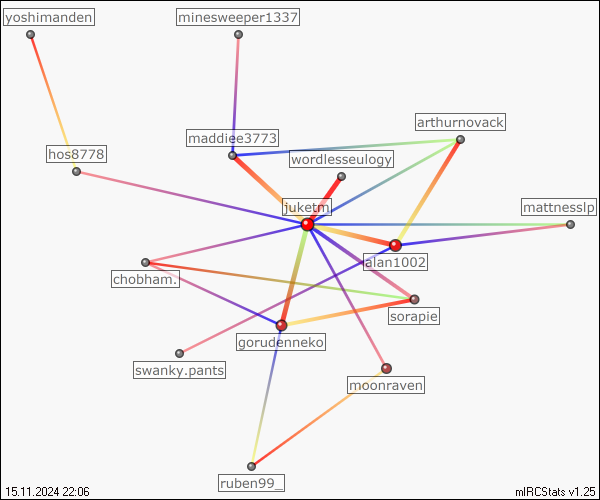 yoshimanden
minesweeper1337
arthurnovack
maddiee3773
hos8778
wordlesseulogy
juketm
mattnesslp
alan1002
chobham.
sorapie
gorudenneko
swanky.pants
moonraven
ruben99_
15.11.2024 22:06
mIRCStats v1.25